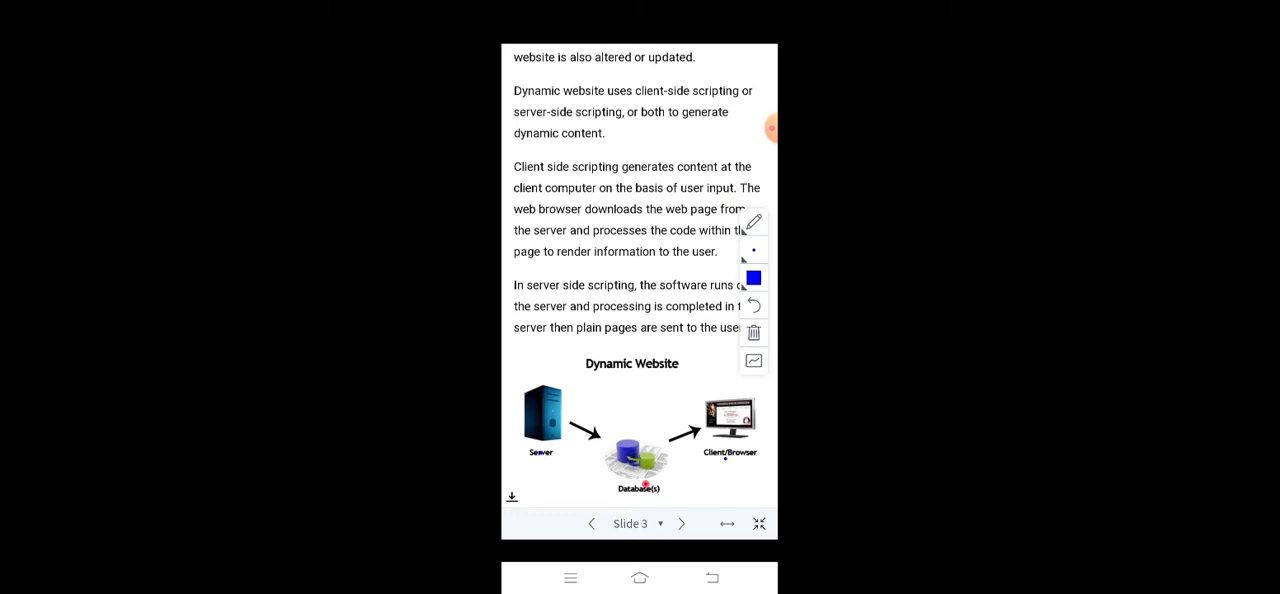 website is also altered or updated.
Dynamic website uses client-side scripting or
server-side scripting, or both to generate
dynamic content.
Client side scripting generates content at the
client computer on the basis of user input. The
web browser downloads the web page from
the server and processes the code within
page to render information to the user.
In server side scripting, the software runs
the server and processing is completed in
server then plain pages are sent to the
Dynamic Website
Server
Client/Browser
Database(s)
Slide 3